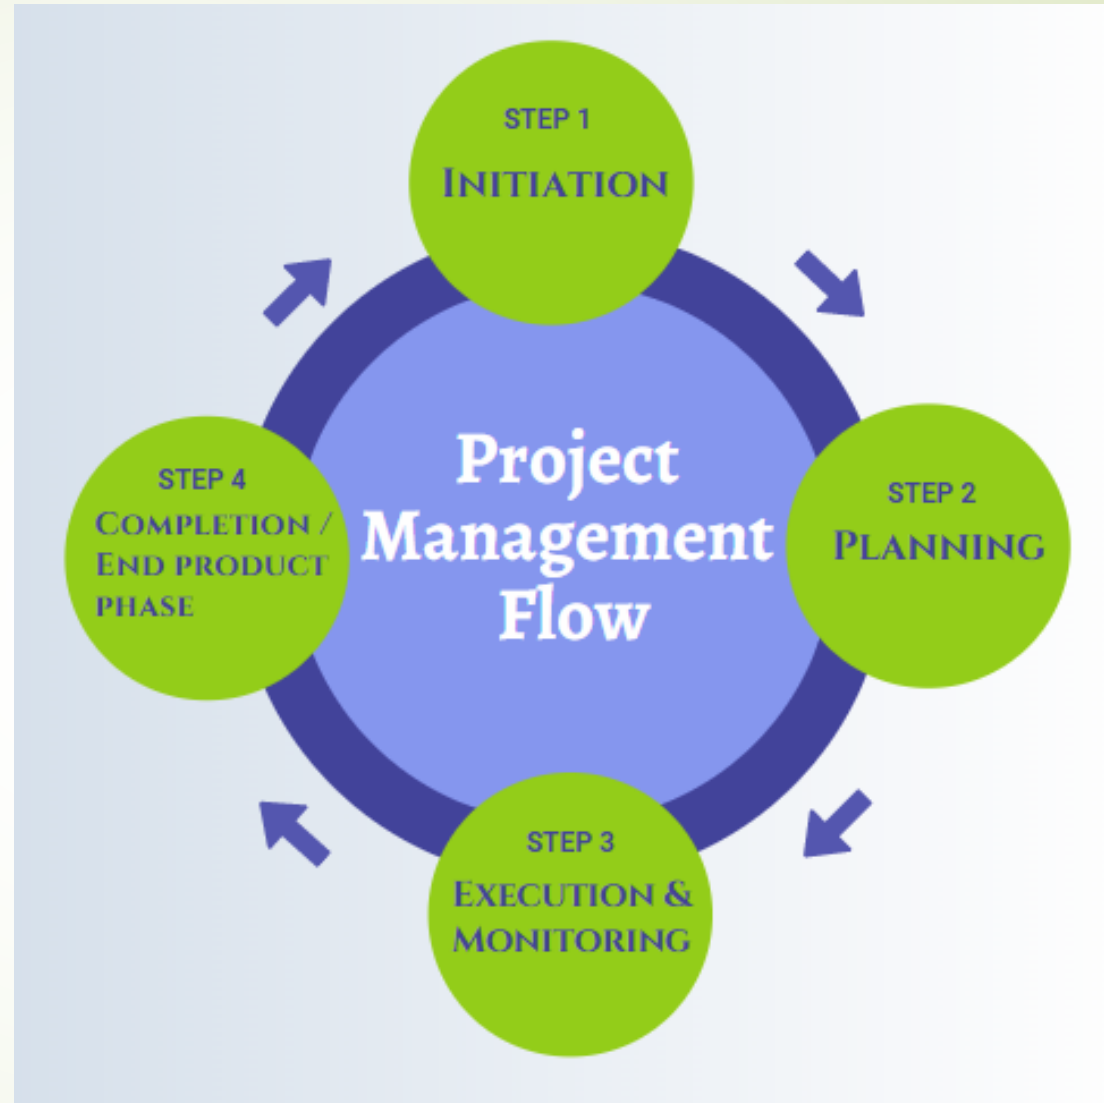 STEP 1
INITIATION
STEP 2
PLANNING
STEP 3
EXECUTION &
MONITORING
STEP 4
COMPLETION /
END PRODUCT
PHASE
Project
Management
Flow